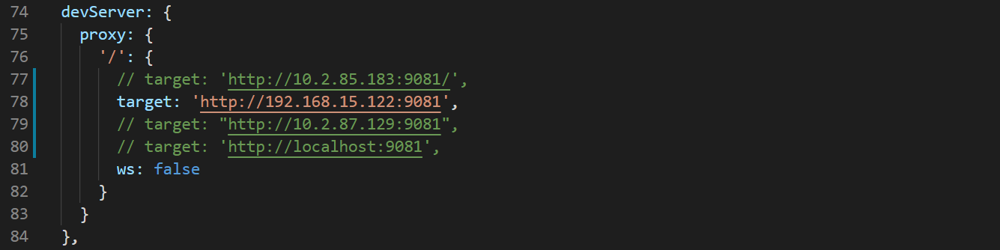 74 devServer: {
75 proxy: {
76 '/': {
77 // target: 'http://10.2.85.183:9081/',
78 target: 'http://192.168.15.122:9081',
79 // target: "http://10.2.87.129:9081",
80 // target: 'http://localhost:9081',
81 ws: false
82 }
83 }
84 },